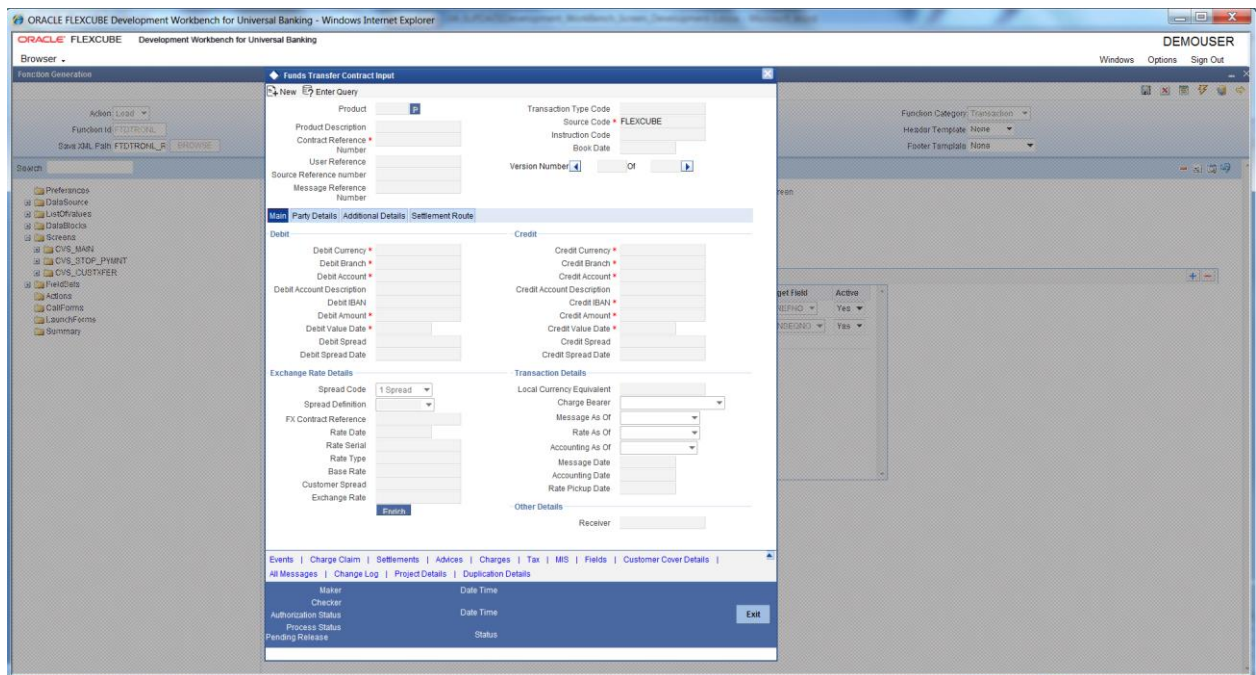 ORACLE FLEXCUBE Development Workbench for Universal Banking - Windows Internet Explorer
ORACLE FLEXCUBE Development Workbench for Universal Banking
DEMOUSER
Browser
Windows Options Sign Out
Function Generation
Funds Transfer Contract Input
New Enter Query
Action Load
Function Id FTDTRONL
Save XML Path FTDTRONL_R BROWSE
Function Category Transaction
Header Template None
Footer Template None
Search
Preferences
DataSource
ListOfValues
DataBlocks
Screens
CVS_MAIN
CVS_STOP_PYMNT
CVS_CUSTXFER
FieldSets
Actions
CallForms
LaunchForms
Summary
Product P
Product Description
Contract Reference *
Number
User Reference
Source Reference number
Message Reference
Number
Transaction Type Code
Source Code * FLEXCUBE
Instruction Code
Book Date
Version Number Of
Main Party Details Additional Details Settlement Route
Debit
Debit Currency *
Debit Branch *
Debit Account *
Debit Account Description
Debit IBAN
Debit Amount *
Debit Value Date *
Debit Spread
Debit Spread Date
Credit
Credit Currency *
Credit Branch *
Credit Account *
Credit Account Description
Credit IBAN *
Credit Amount *
Credit Value Date *
Credit Spread
Credit Spread Date
Exchange Rate Details
Spread Code 1 Spread
Spread Definition
FX Contract Reference
Rate Date
Rate Serial
Rate Type
Base Rate
Customer Spread
Exchange Rate
Enrich
Transaction Details
Local Currency Equivalent
Charge Bearer
Message As Of
Rate As Of
Accounting As Of
Message Date
Accounting Date
Rate Pickup Date
Other Details
Receiver
get Field Active
Yes
Yes
Events | Charge Claim | Settlements | Advices | Charges | Tax | MIS | Fields | Customer Cover Details |
All Messages | Change Log | Project Details | Duplication Details
Maker Date Time
Checker
Authorization Status Date Time
Process Status
Pending Release Status
Exit